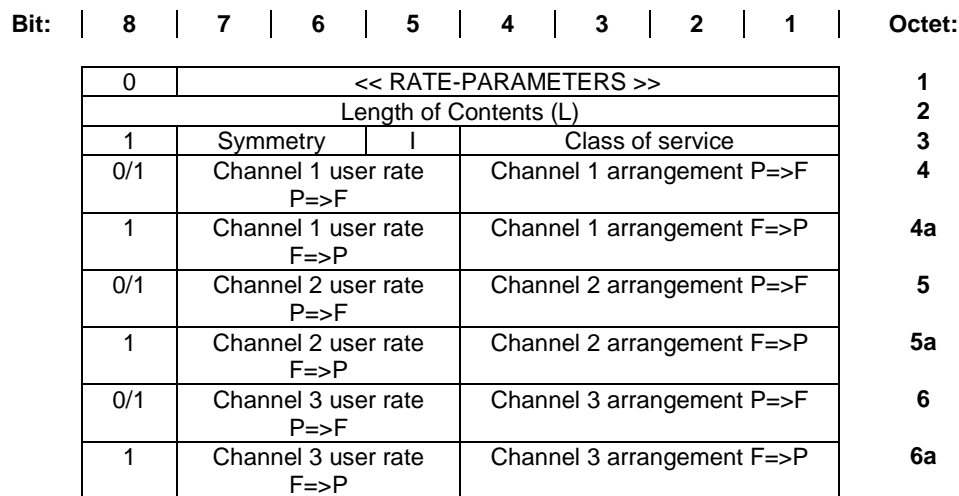 Bit: 8 7 6 5 4 3 2 1 Octet:
0 << RATE-PARAMETERS >> 1
Length of Contents (L) 2
1 Symmetry I Class of service 3
0/1 Channel 1 user rate Channel 1 arrangement P=>F 4
P=>F
1 Channel 1 user rate Channel 1 arrangement F=>P 4a
F=>P
0/1 Channel 2 user rate Channel 2 arrangement P=>F 5
P=>F
1 Channel 2 user rate Channel 2 arrangement F=>P 5a
F=>P
0/1 Channel 3 user rate Channel 3 arrangement P=>F 6
P=>F
1 Channel 3 user rate Channel 3 arrangement F=>P 6a
F=>P